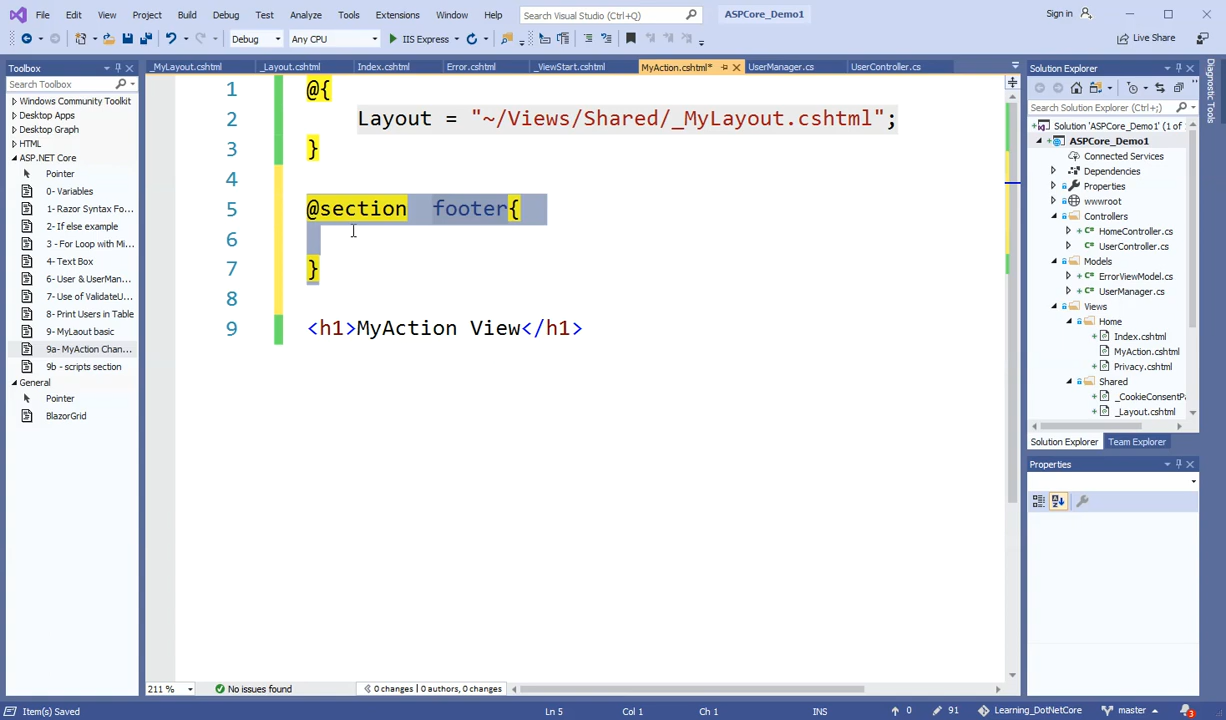 File Edit View Project Build Debug Test Analyze Tools Extensions Window Help Search Visual Studio (Ctrl+Q) ASPCore_Demo1 Sign in
Debug Any CPU IIS Express Live Share
Toolbox
Search Toolbox
Windows Community Toolkit
Desktop Apps
Desktop Graph
HTML
ASP.NET Core
Pointer
0- Variables
1- Razor Syntax Fo...
2- If else example
3 - For Loop with Mi...
4- Text Box
6- User & UserMan...
7- Use of ValidateU...
8- Print Users in Table
9- MyLaout basic
9a- MyAction Chan...
9b - scripts section
General
Pointer
BlazorGrid
_MyLayout.cshtml _Layout.cshtml Index.cshtml Error.cshtml _ViewStart.cshtml MyAction.cshtml* UserManager.cs UserController.cs
1 @{
2 Layout = "~/Views/Shared/_MyLayout.cshtml";
3 }
4
5 @section footer{
6
7 }
8
9 <h1>MyAction View</h1>
211 % No issues found 0 changes | 0 authors, 0 changes
Solution Explorer
Search Solution Explorer (Ctrl+;)
Solution 'ASPCore_Demo1' (1 of 1
ASPCore_Demo1
Connected Services
Dependencies
Properties
wwwroot
Controllers
HomeController.cs
UserController.cs
Models
ErrorViewModel.cs
UserManager.cs
Views
Home
Index.cshtml
MyAction.cshtml
Privacy.cshtml
Shared
_CookieConsentPa
_Layout.cshtml
Solution Explorer Team Explorer
Properties
Diagnostic Tools
Item(s) Saved Ln 5 Col 1 Ch 1 INS 0 91 Learning_DotNetCore master 3